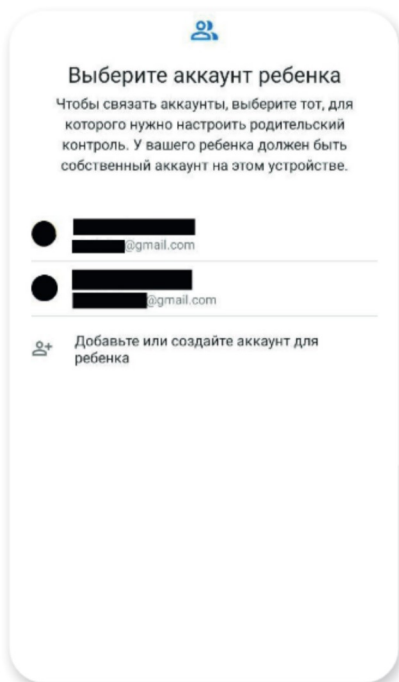 Выберите аккаунт ребенка
Чтобы связать аккаунты, выберите тот, для
которого нужно настроить родительский
контроль. У вашего ребенка должен быть
собственный аккаунт на этом устройстве.
@gmail.com
@gmail.com
Добавьте или создайте аккаунт для
ребенка